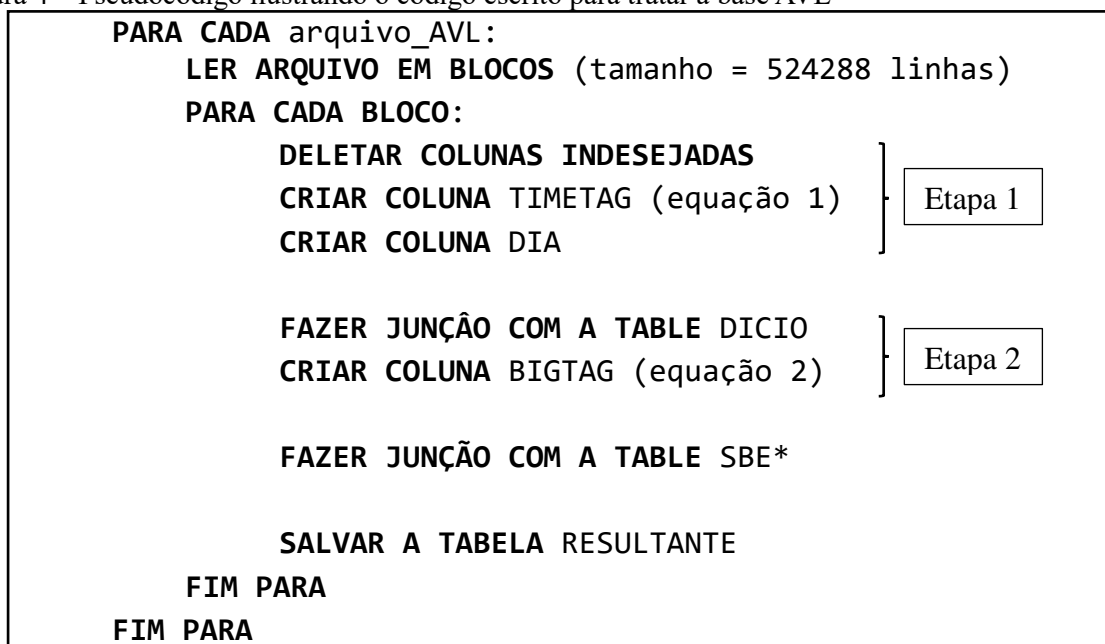 Pseudocódigo ilustrando o código escrito para tratar a base AVL
PARA CADA arquivo_AVL:
LER ARQUIVO EM BLOCOS (tamanho = 524288 linhas)
PARA CADA BLOCO:
DELETAR COLUNAS INDESEJADAS
CRIAR COLUNA TIMETAG (equação 1)
Etapa 1
CRIAR COLUNA DIA
FAZER JUNÇÂO COM A TABLE DICIO
Etapa 2
CRIAR COLUNA BIGTAG (equação 2)
FAZER JUNÇÃO COM A TABLE SBE*
SALVAR A TABELA RESULTANTE
FIM PARA
FIM PARA